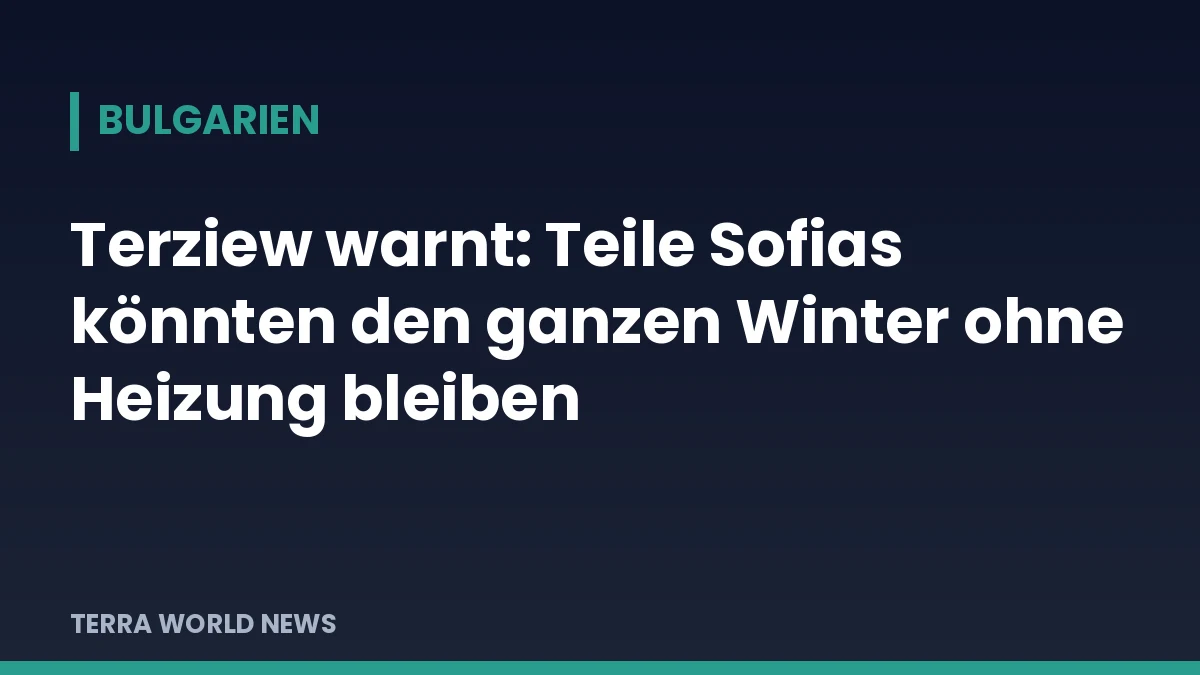 BULGARIEN
Terziew warnt: Teile Sofias
könnten den ganzen Winter ohne
Heizung bleiben
TERRA WORLD NEWS